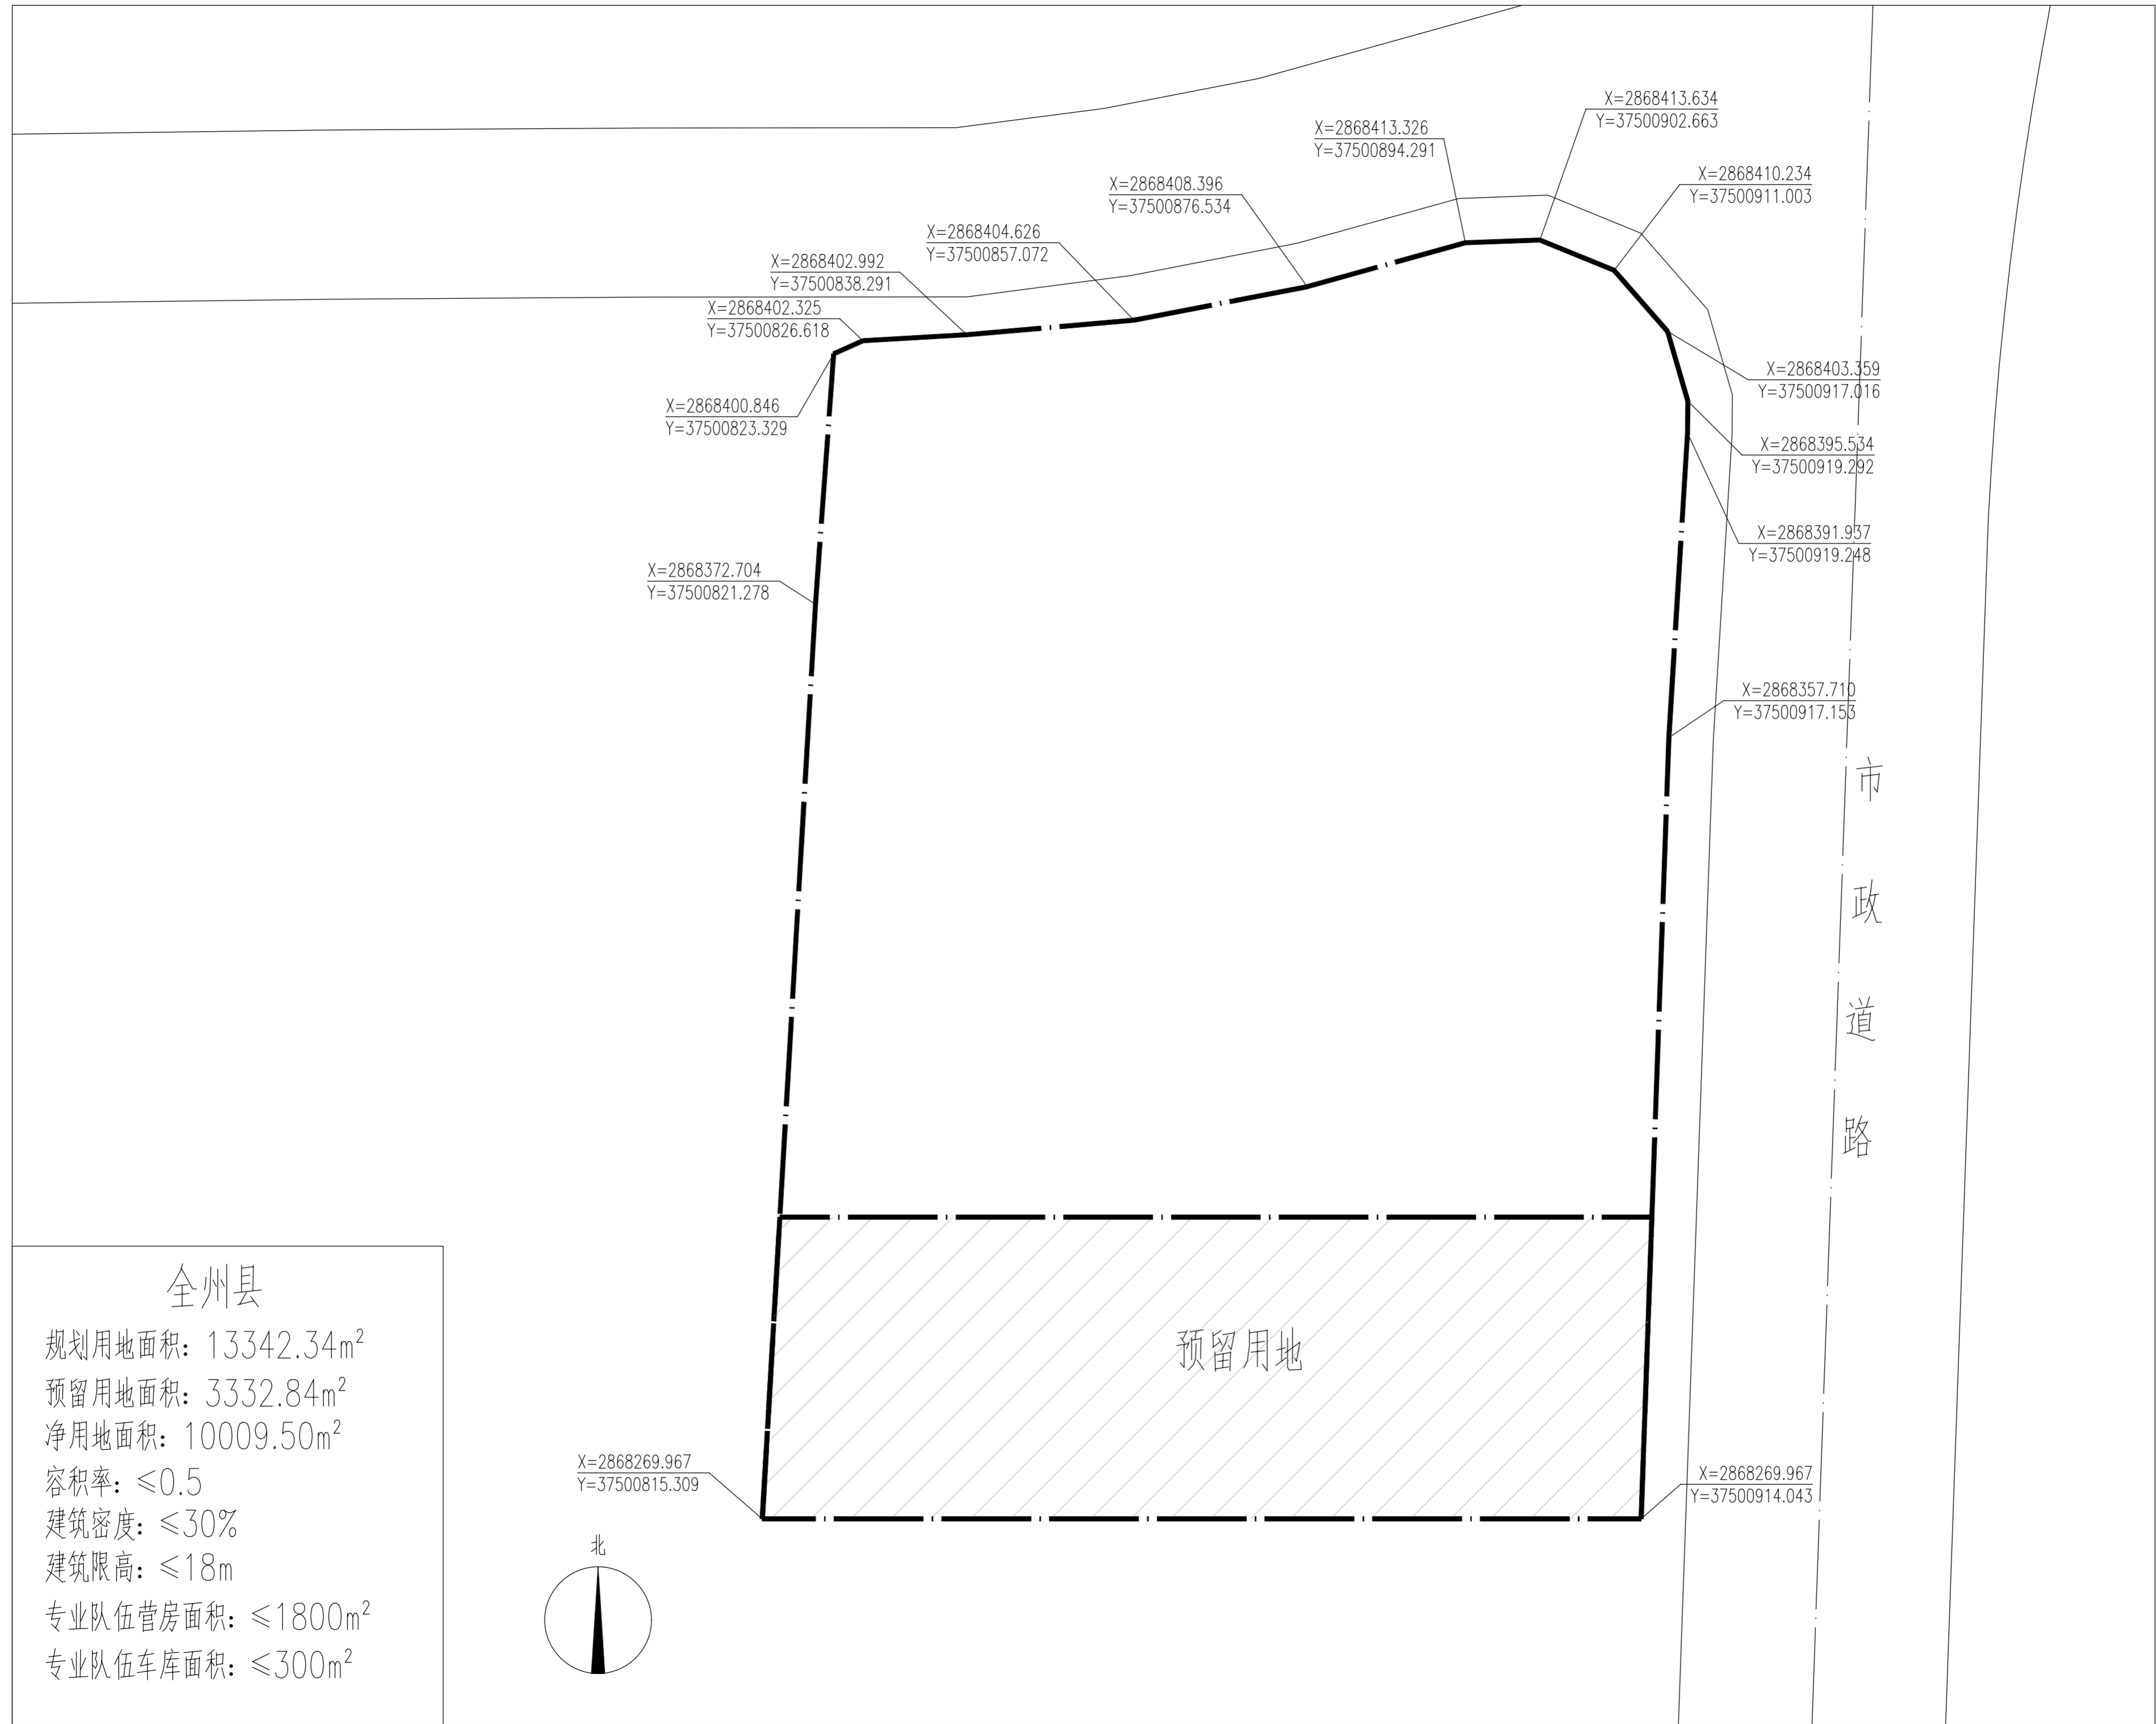 X=2868413.634
Y=37500902.663
X=2868413.326
Y=37500894.291
X=2868410.234
Y=37500911.003
X=2868408.396
Y=37500876.534
X=2868404.626
Y=37500857.072
X=2868402.992
Y=37500838.291
X=2868402.325
Y=37500826.618
X=2868403.359
Y=37500917.016
X=2868400.846
Y=37500823.329
X=2868395.534
Y=37500919.292
X=2868391.937
Y=37500919.248
X=2868372.704
Y=37500821.278
X=2868357.710
Y=37500917.153
市
政
道
路
预留用地
X=2868269.967
Y=37500815.309
X=2868269.967
Y=37500914.043
北
全州县
规划用地面积: 13342.34m²
预留用地面积: 3332.84m²
净用地面积: 10009.50m²
容积率: ≤0.5
建筑密度: ≤30%
建筑限高: ≤18m
专业队伍营房面积: ≤1800m²
专业队伍车库面积: ≤300m²